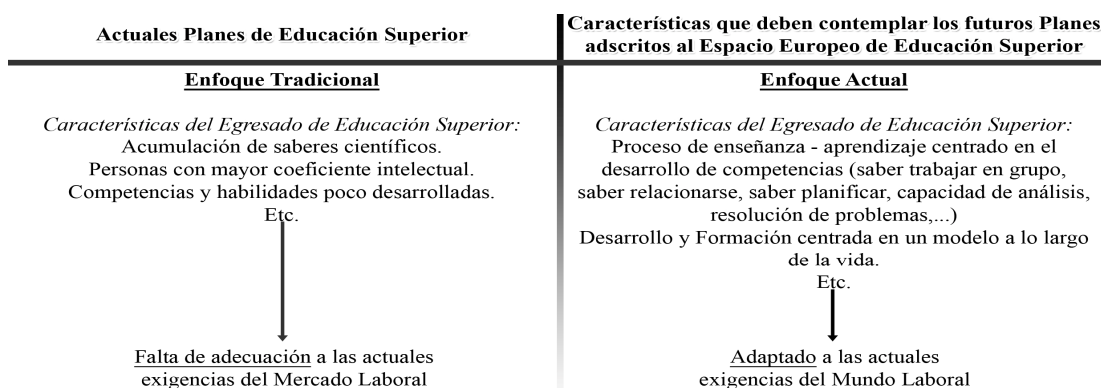 Actuales Planes de Educación Superior
Enfoque Tradicional
Características del Egresado de Educación Superior:
Acumulación de saberes científicos.
Personas con mayor coeficiente intelectual.
Competencias y habilidades poco desarrolladas.
Etc.
Falta de adecuación a las actuales
exigencias del Mercado Laboral
Características que deben contemplar los futuros Planes
adscritos al Espacio Europeo de Educación Superior
Enfoque Actual
Características del Egresado de Educación Superior:
Proceso de enseñanza - aprendizaje centrado en el
desarrollo de competencias (saber trabajar en grupo,
saber relacionarse, saber planificar, capacidad de análisis,
resolución de problemas,...)
Desarrollo y Formación centrada en un modelo a lo largo
de la vida.
Etc.
Adaptado a las actuales
exigencias del Mundo Laboral